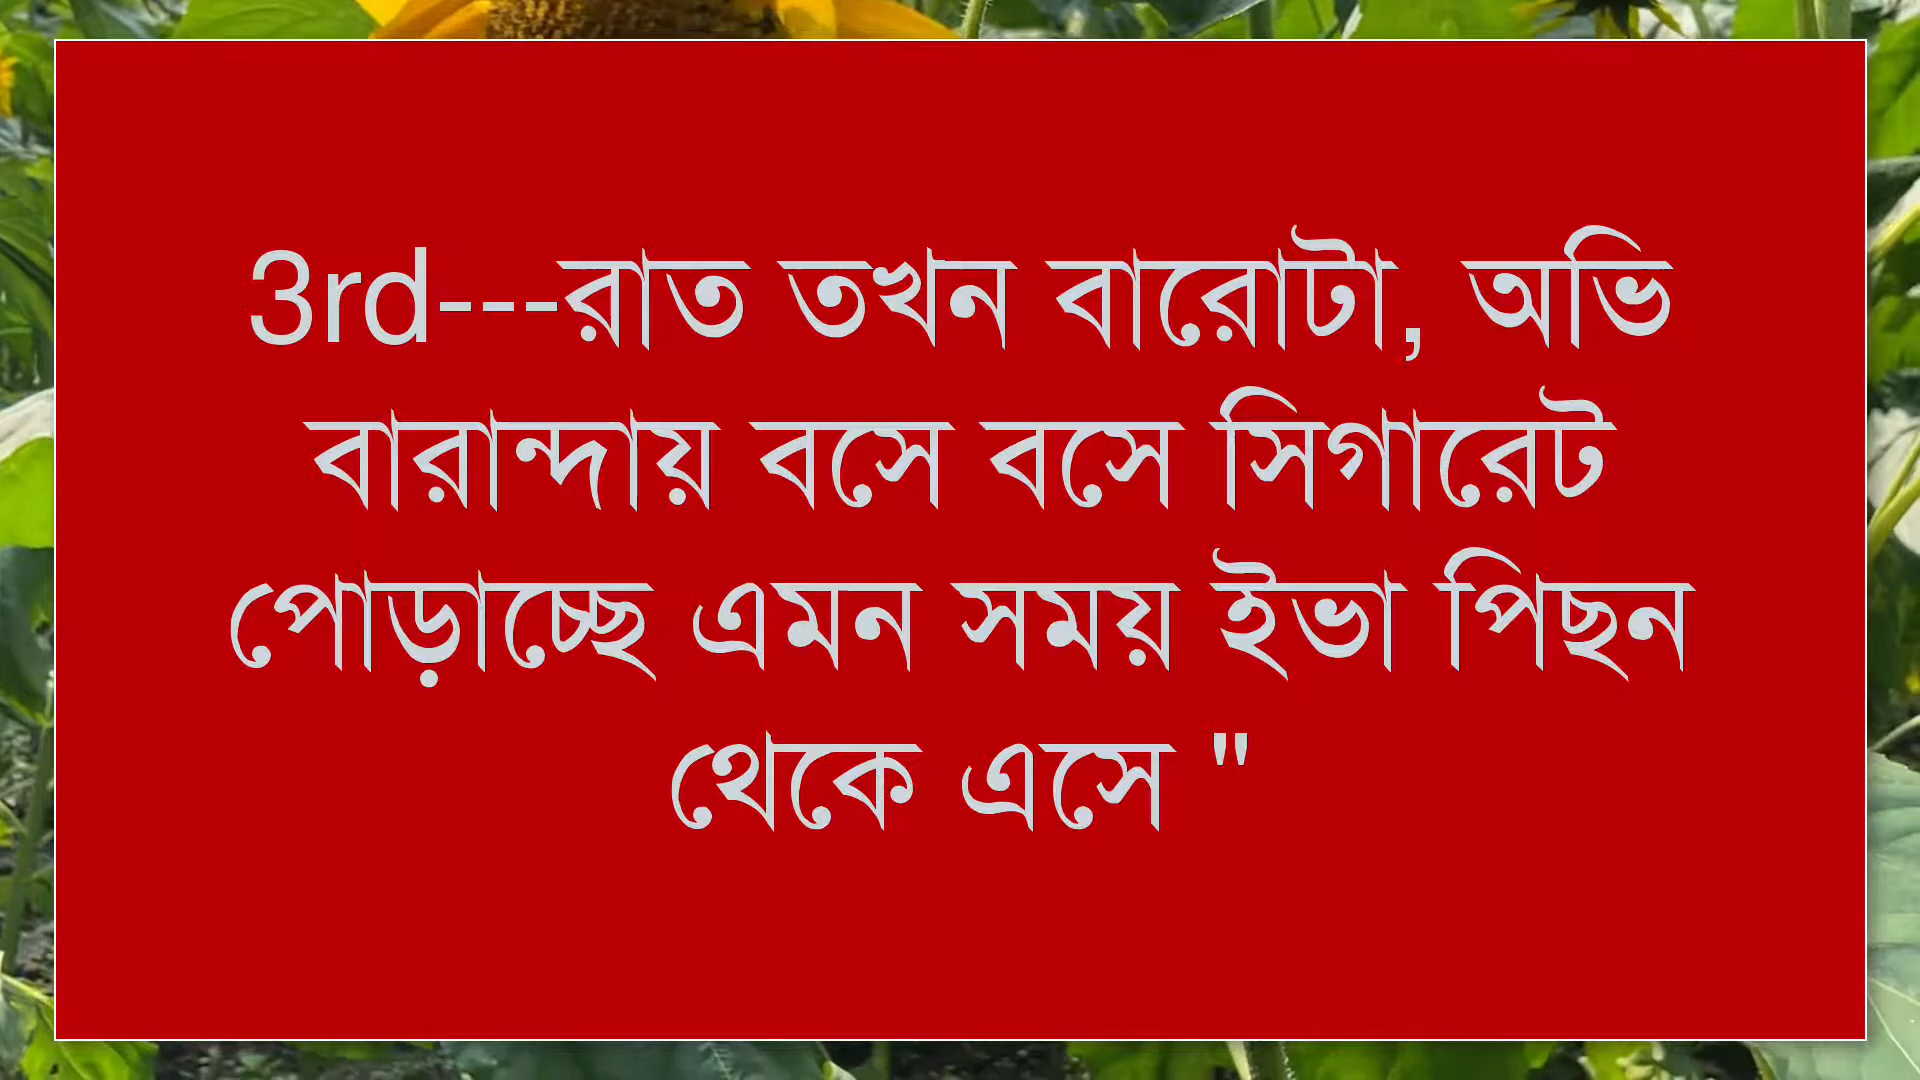 3rd---রাত তখন বারোটা, অভি
বারান্দায় বসে বসে সিগারেট
পোড়াচ্ছে এমন সময় ইভা পিছন
থেকে এসে "